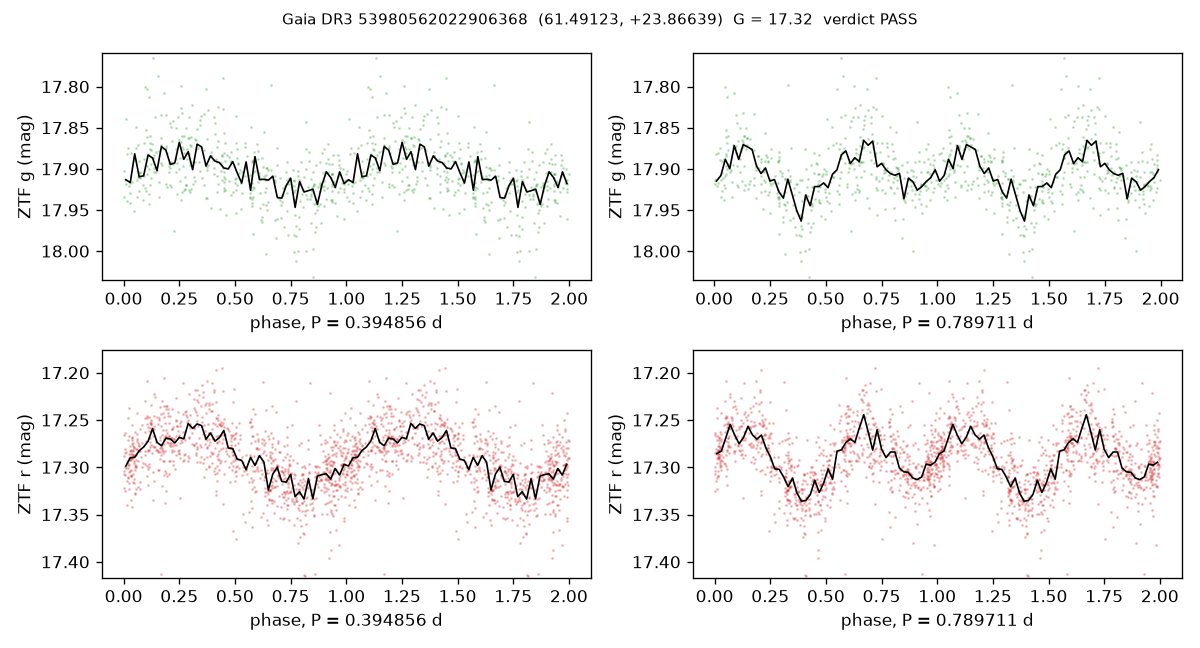 Gaia DR3 53980562022906368 (61.49123, +23.86639) G = 17.32 verdict PASS
ZTF g (mag)
17.80
17.85
17.90
17.95
18.00
0.00 0.25 0.50 0.75 1.00 1.25 1.50 1.75 2.00
phase, P = 0.394856 d
ZTF g (mag)
17.80
17.85
17.90
17.95
18.00
0.00 0.25 0.50 0.75 1.00 1.25 1.50 1.75 2.00
phase, P = 0.789711 d
ZTF r (mag)
17.20
17.25
17.30
17.35
17.40
0.00 0.25 0.50 0.75 1.00 1.25 1.50 1.75 2.00
phase, P = 0.394856 d
ZTF r (mag)
17.20
17.25
17.30
17.35
17.40
0.00 0.25 0.50 0.75 1.00 1.25 1.50 1.75 2.00
phase, P = 0.789711 d